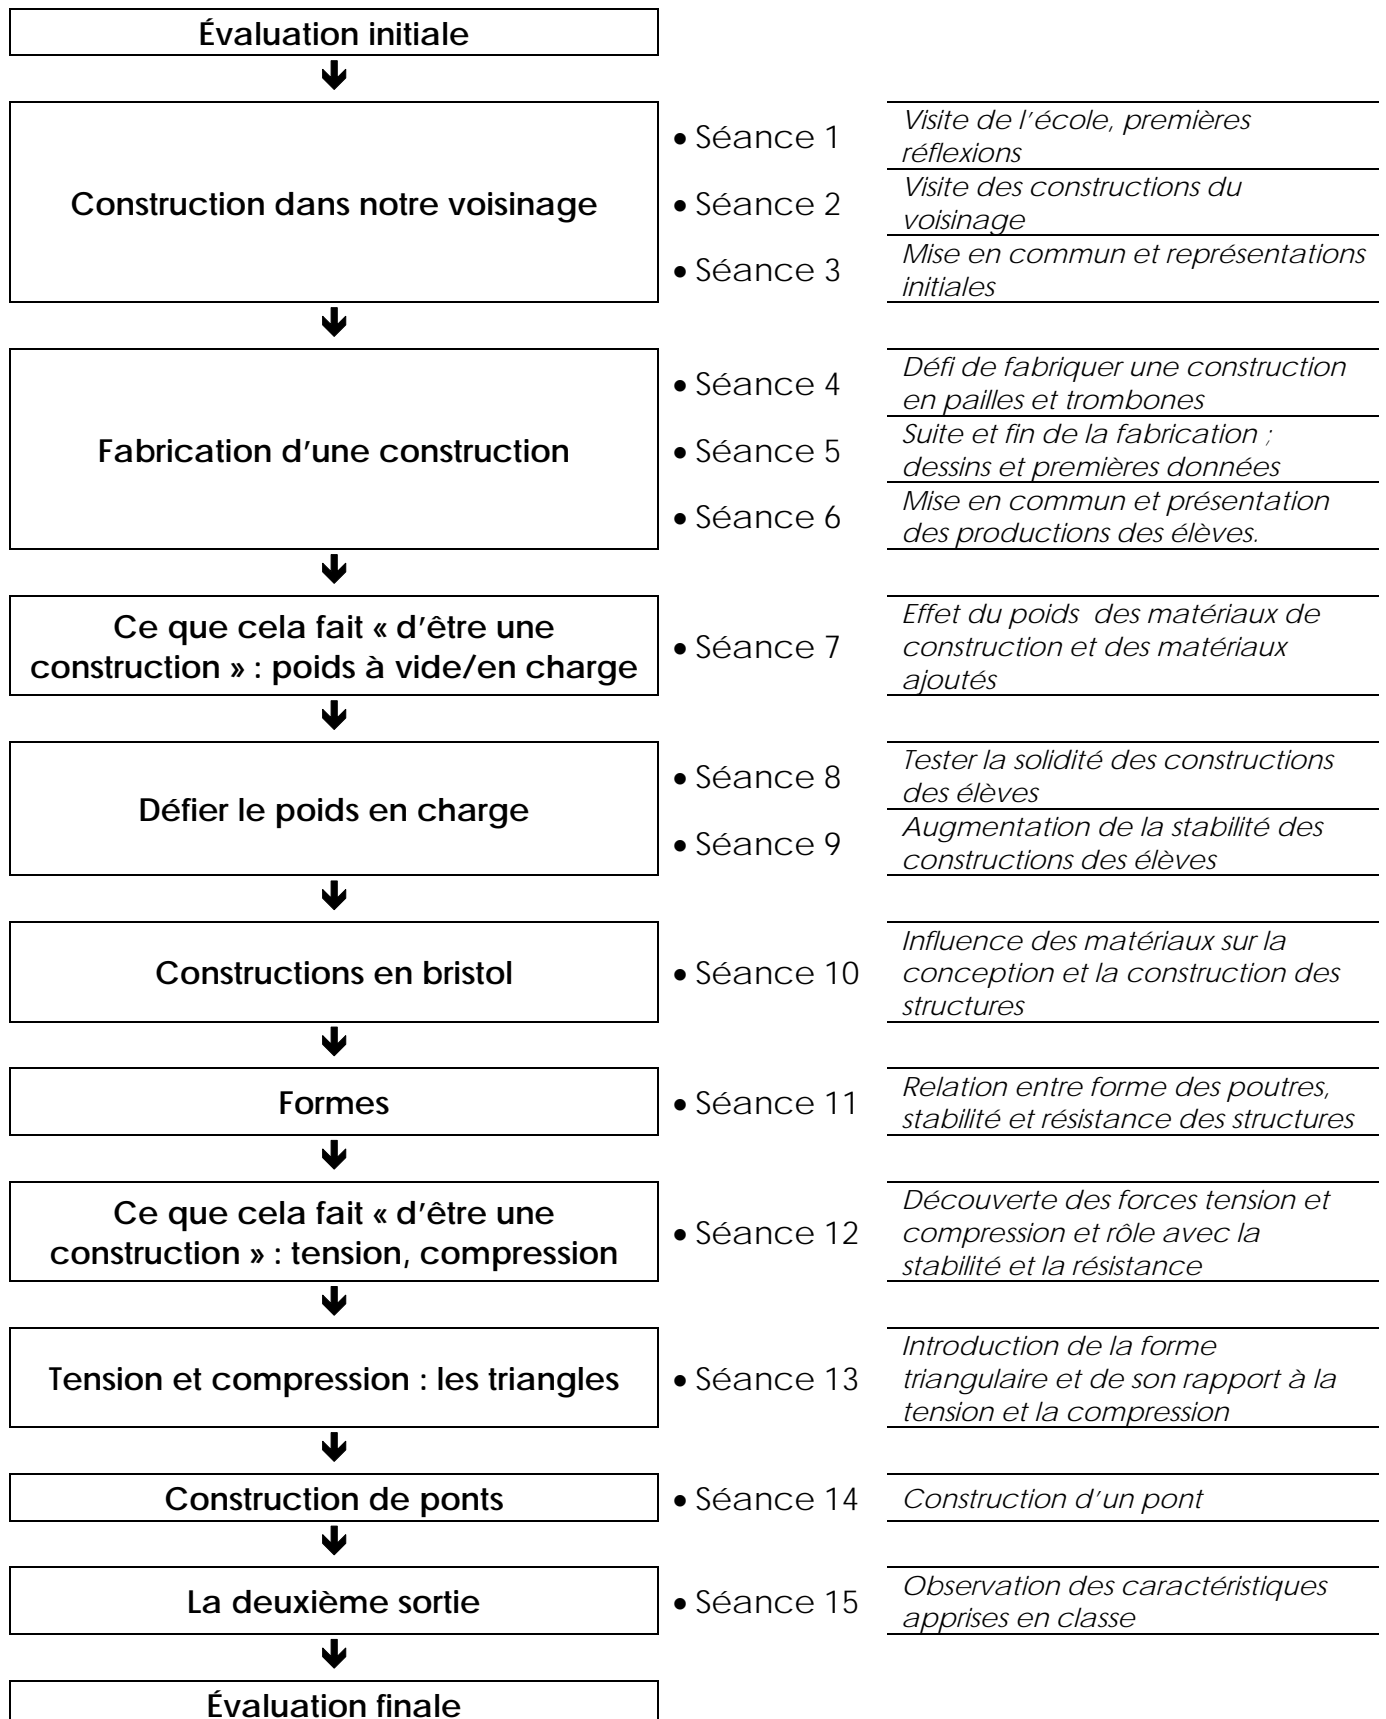 Évaluation initiale
Construction dans notre voisinage
• Séance 1
Visite de l'école, premières
réflexions
• Séance 2
Visite des constructions du
voisinage
• Séance 3
Mise en commun et représentations
initiales
Fabrication d'une construction
• Séance 4
Défi de fabriquer une construction
en pailles et trombones
• Séance 5
Suite et fin de la fabrication ;
dessins et premières données
• Séance 6
Mise en commun et présentation
des productions des élèves.
Ce que cela fait « d'être une
construction » : poids à vide/en charge
• Séance 7
Effet du poids  des matériaux de
construction et des matériaux
ajoutés
Défier le poids en charge
• Séance 8
Tester la solidité des constructions
des élèves
• Séance 9
Augmentation de la stabilité des
constructions des élèves
Constructions en bristol
• Séance 10
Influence des matériaux sur la
conception et la construction des
structures
Formes
• Séance 11
Relation entre forme des poutres,
stabilité et résistance des structures
Ce que cela fait « d'être une
construction » : tension, compression
• Séance 12
Découverte des forces tension et
compression et rôle avec la
stabilité et la résistance
Tension et compression : les triangles
• Séance 13
Introduction de la forme
triangulaire et de son rapport à la
tension et la compression
Construction de ponts
• Séance 14
Construction d'un pont
La deuxième sortie
• Séance 15
Observation des caractéristiques
apprises en classe
Évaluation finale